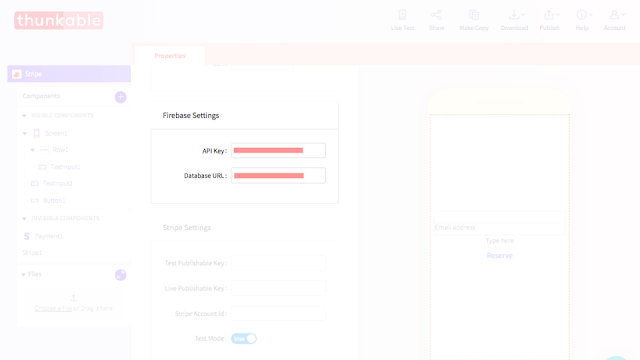 thunkable
Live Test
Share
Make Copy
Download
Publish
Help
Account
Properties
Stripe
Components
VISIBLE COMPONENTS
Screen1
Row1
TextInput2
TextInput1
Button1
INVISIBLE COMPONENTS
Payment1
Stripe1
Files
Choose a file or Drag it here
Firebase Settings
API Key:
Database URL:
Stripe Settings
Test Publishable Key:
Live Publishable Key:
Stripe Account Id:
Test Mode:
Email address
Type here
Reserve